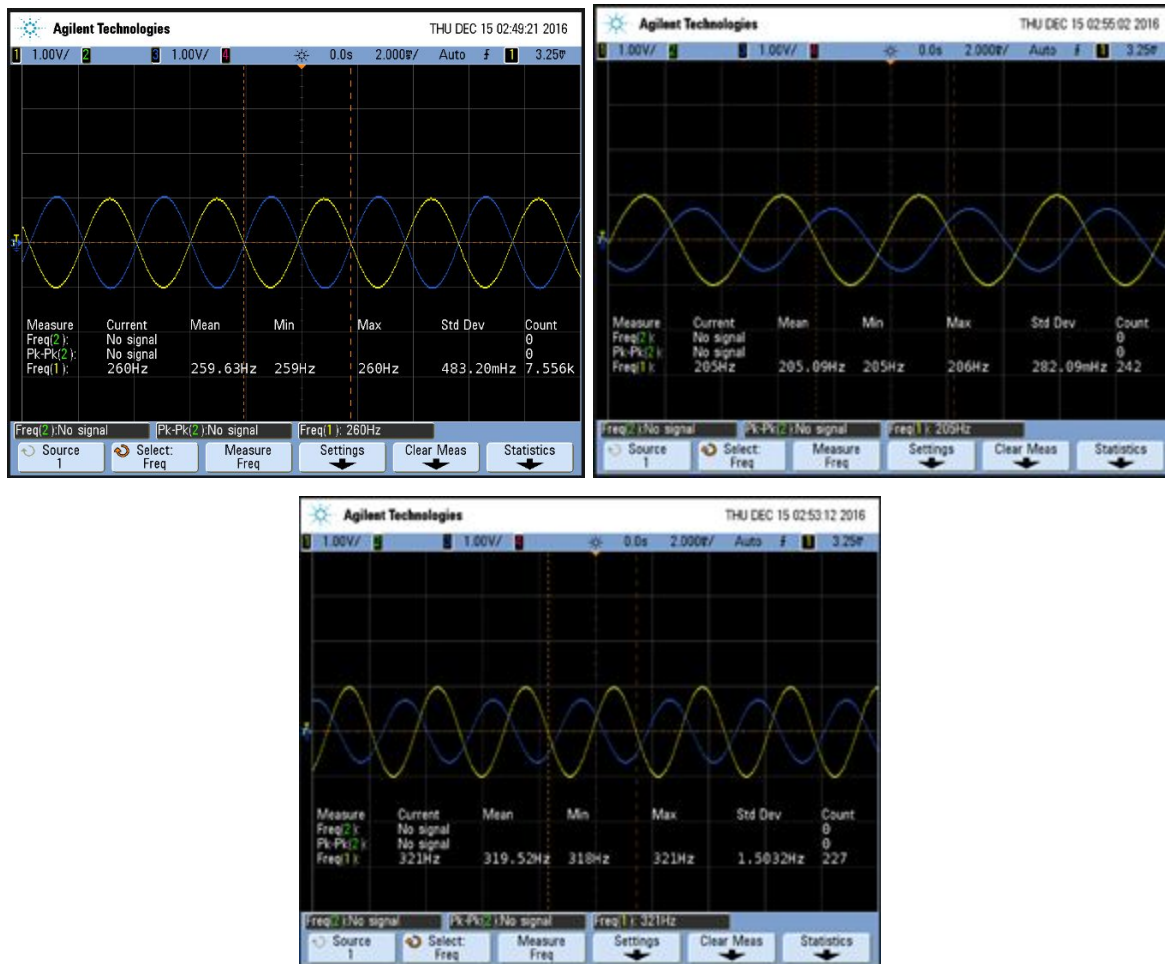 Agilent Technologies THU DEC 15 02:49:21 2016
1 1.00V/ 2 3 1.00V/ 4 0.0s 2.000s/ Auto 1 3.25V
Measure Current Mean Min Max Std Dev Count
Freq(2): No signal 0
Pk-Pk(2): No signal 0
Freq(1): 260Hz 259.63Hz 259Hz 260Hz 483.20mHz 7.556k
Freq(2):No signal Pk-Pk(2):No signal Freq(1): 260Hz
Source Select: Measure Settings Clear Meas Statistics
1 Freq Freq
Agilent Technologies THU DEC 15 02:55:02 2016
1.00V/ 1.00V/ 0.0s 2.000s/ Auto 1 3.25V
Measure Current Mean Min Max Std Dev Count
Freq(2): No signal 0
Pk-Pk(2): No signal 0
Freq(1): 205Hz 205.09Hz 205Hz 206Hz 282.09mHz 242
Freq(2):No signal Pk-Pk(2):No signal Freq(1): 205Hz
Source Select: Measure Settings Clear Meas Statistics
1 Freq Freq
Agilent Technologies THU DEC 15 02:53:12 2016
1.00V/ 1.00V/ 0.0s 2.000s/ Auto 1 3.25V
Measure Current Mean Min Max Std Dev Count
Freq(2): No signal 0
Pk-Pk(2): No signal 0
Freq(1): 321Hz 319.52Hz 318Hz 321Hz 1.5032Hz 227
Freq(2):No signal Pk-Pk(2):No signal Freq(1): 321Hz
Source Select: Measure Settings Clear Meas Statistics
1 Freq Freq